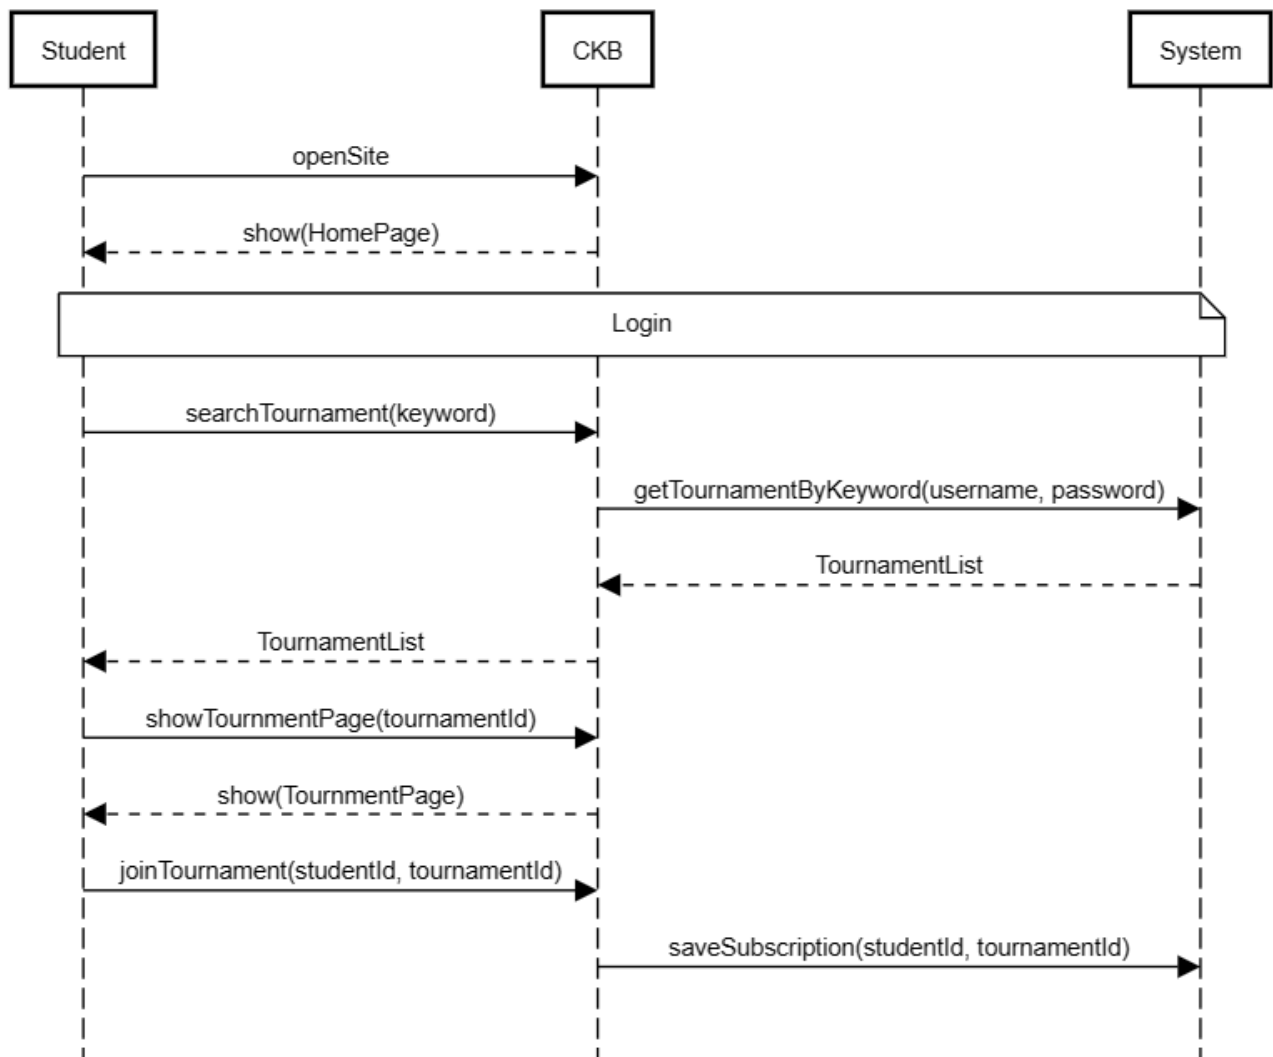 Student
CKB
System
openSite
show(HomePage)
Login
searchTournament(keyword)
getTournamentByKeyword(username, password)
TournamentList
TournamentList
showTournmentPage(tournamentId)
show(TournmentPage)
joinTournament(studentId, tournamentId)
saveSubscription(studentId, tournamentId)